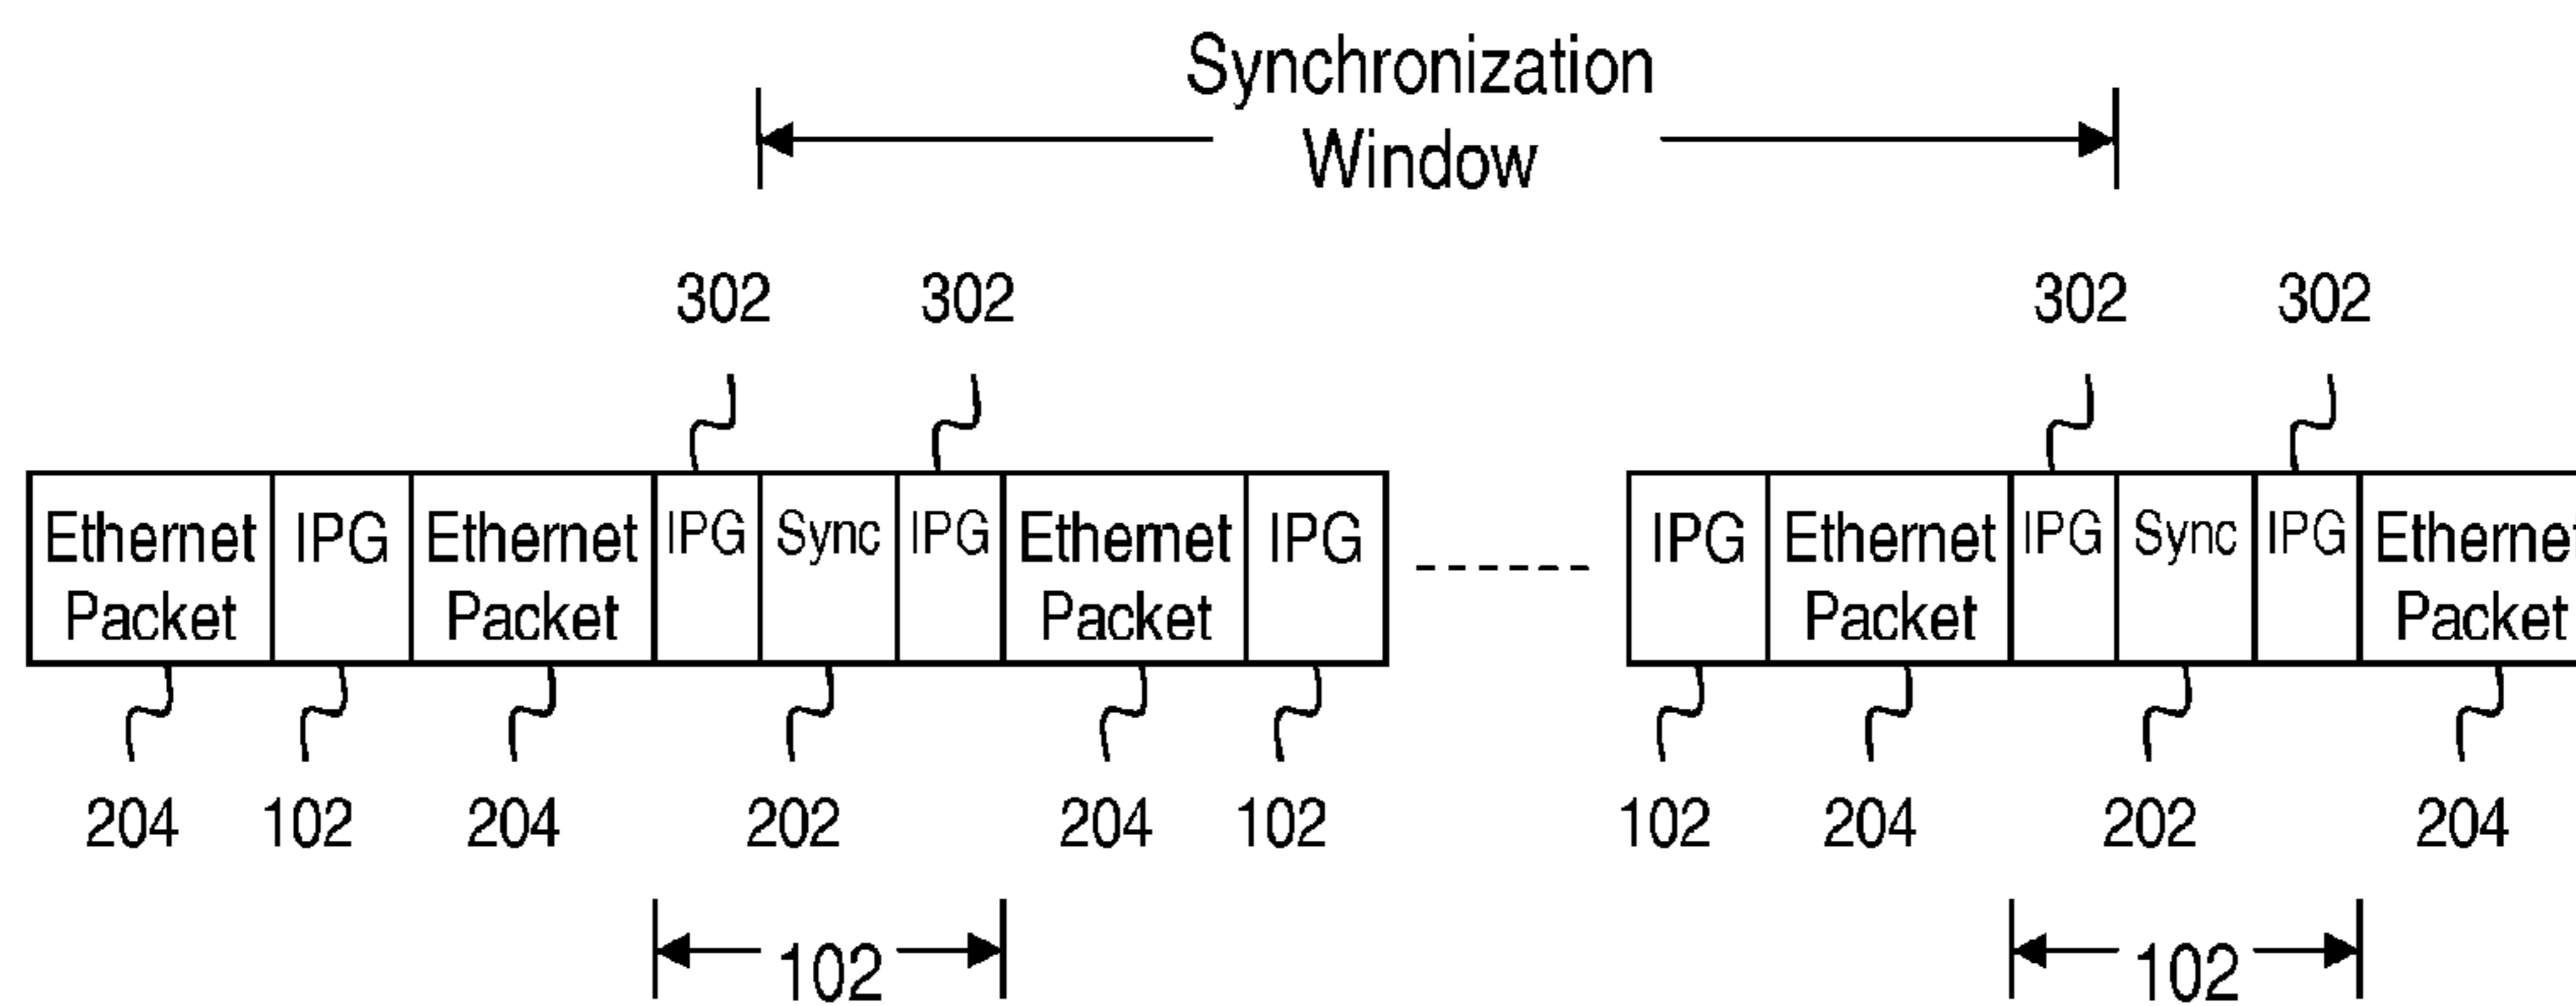 Synchronization
Window
302 302 302 302
Ethernet IPG Ethernet IPG Sync IPG Ethernet IPG IPG Ethernet IPG Sync IPG Ethernet
Packet Packet Packet Packet Packet
204 102 204 202 204 102 102 204 202 204
102 102